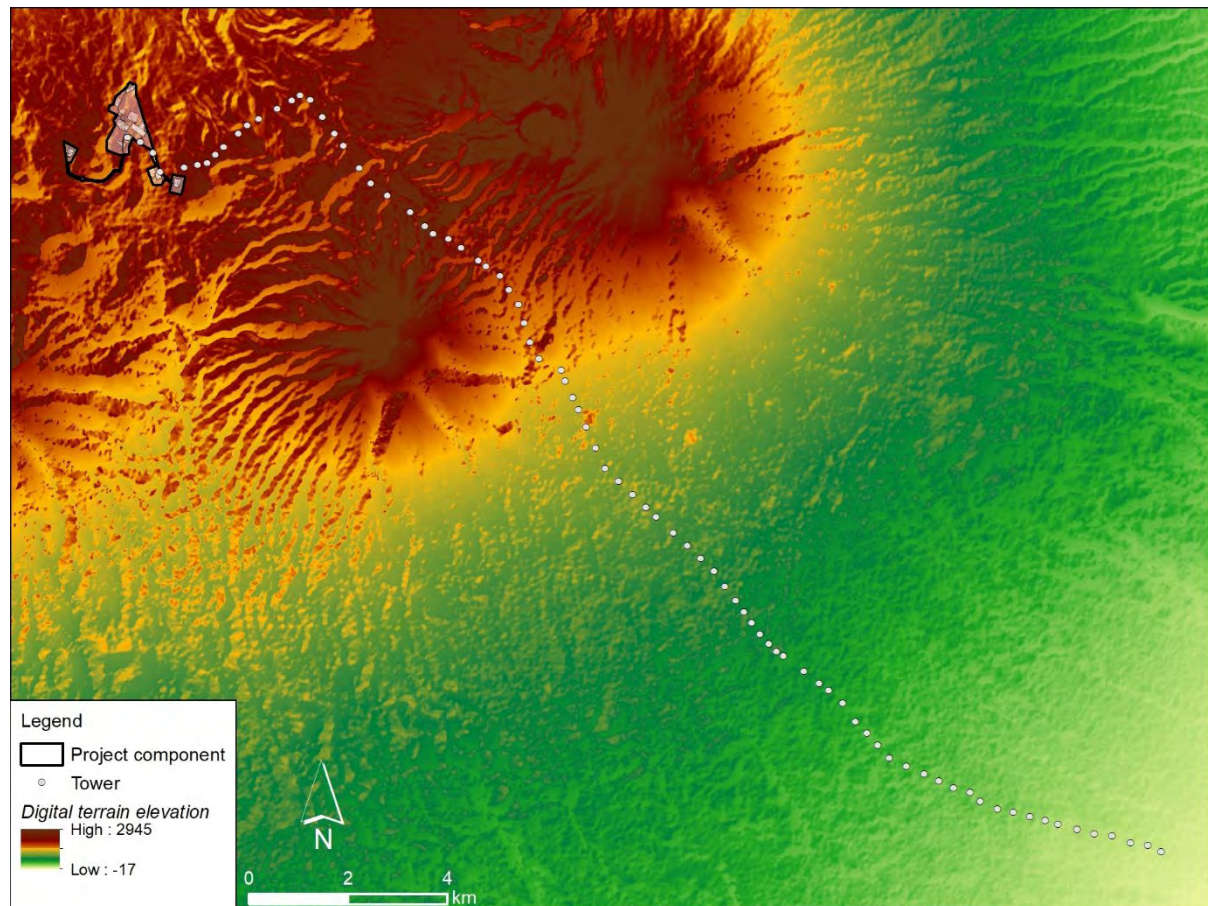 Legend
Project component
Tower
Digital terrain elevation
High : 2945
Low : -17
N
0 2 4
km